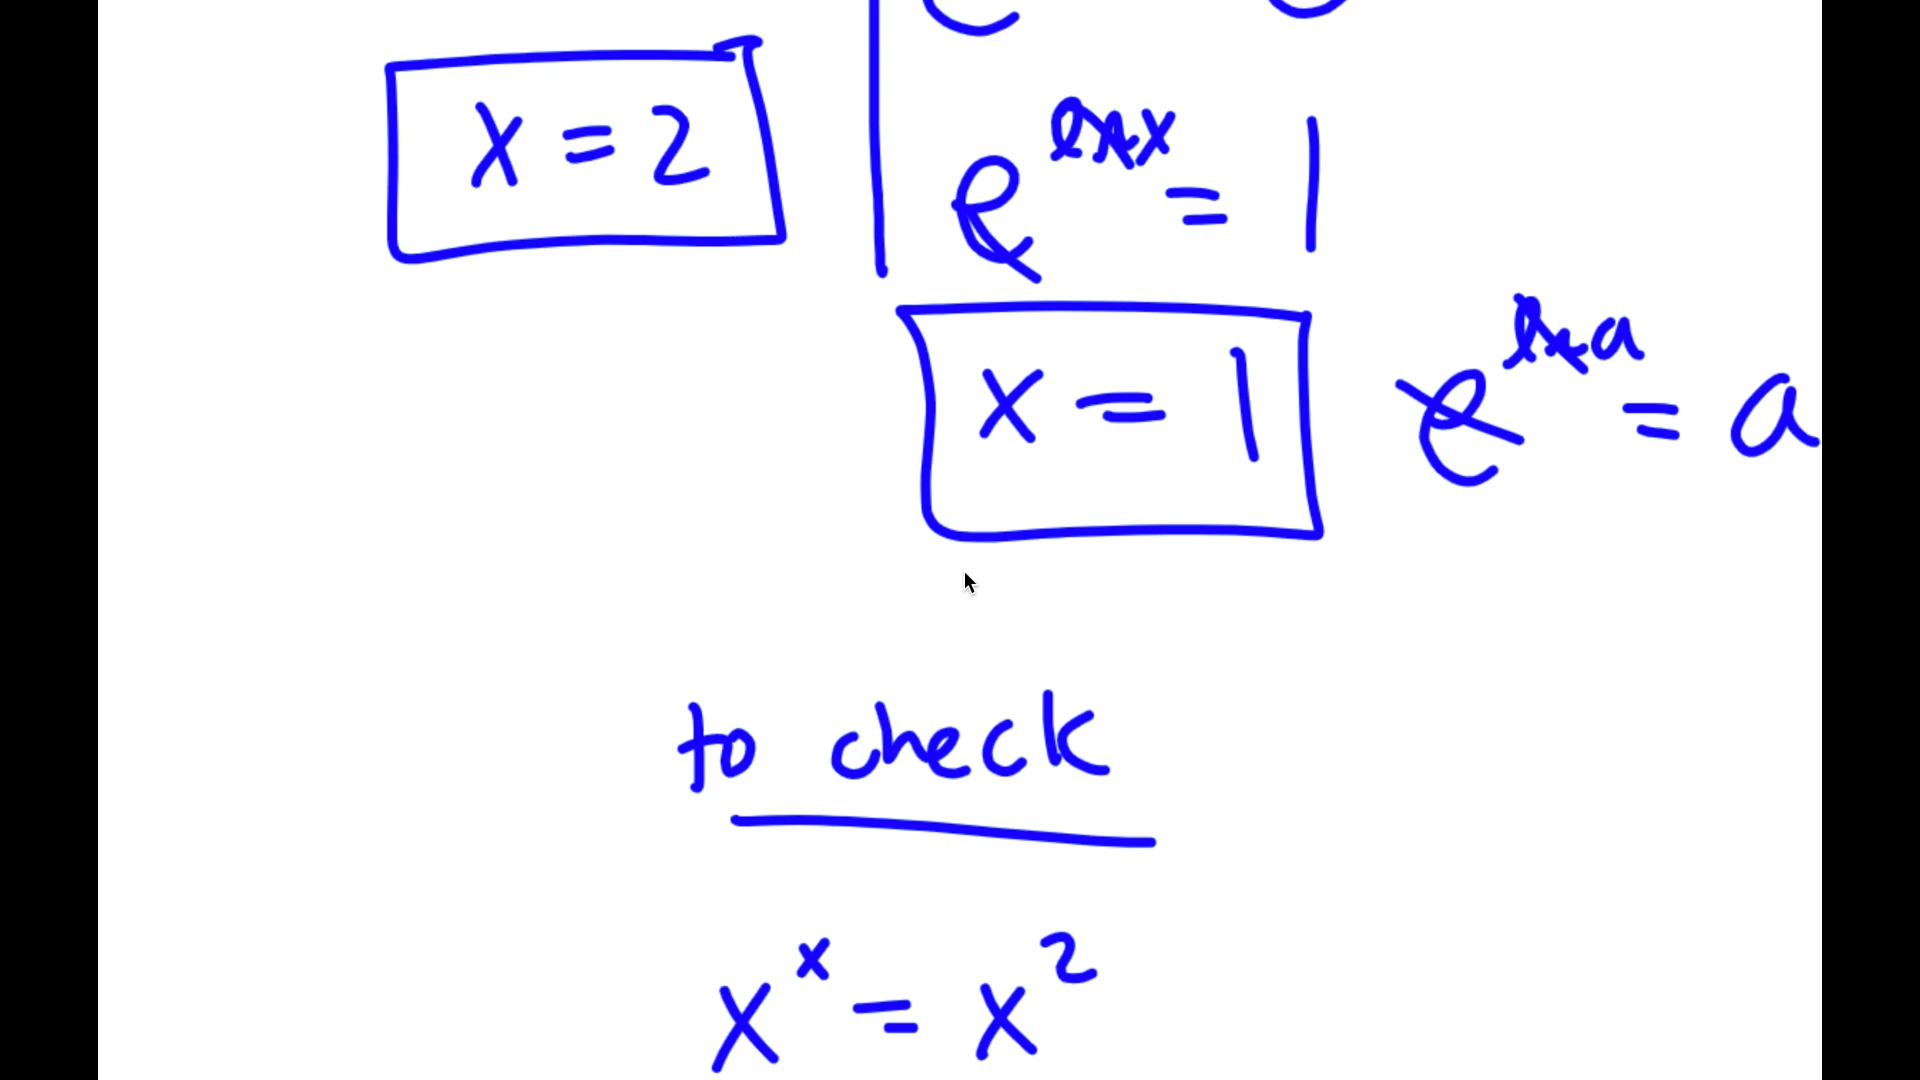 x = 2
e^{ln x} = 1
x = 1
e^{ln a} = a
to check
x^x = x^2